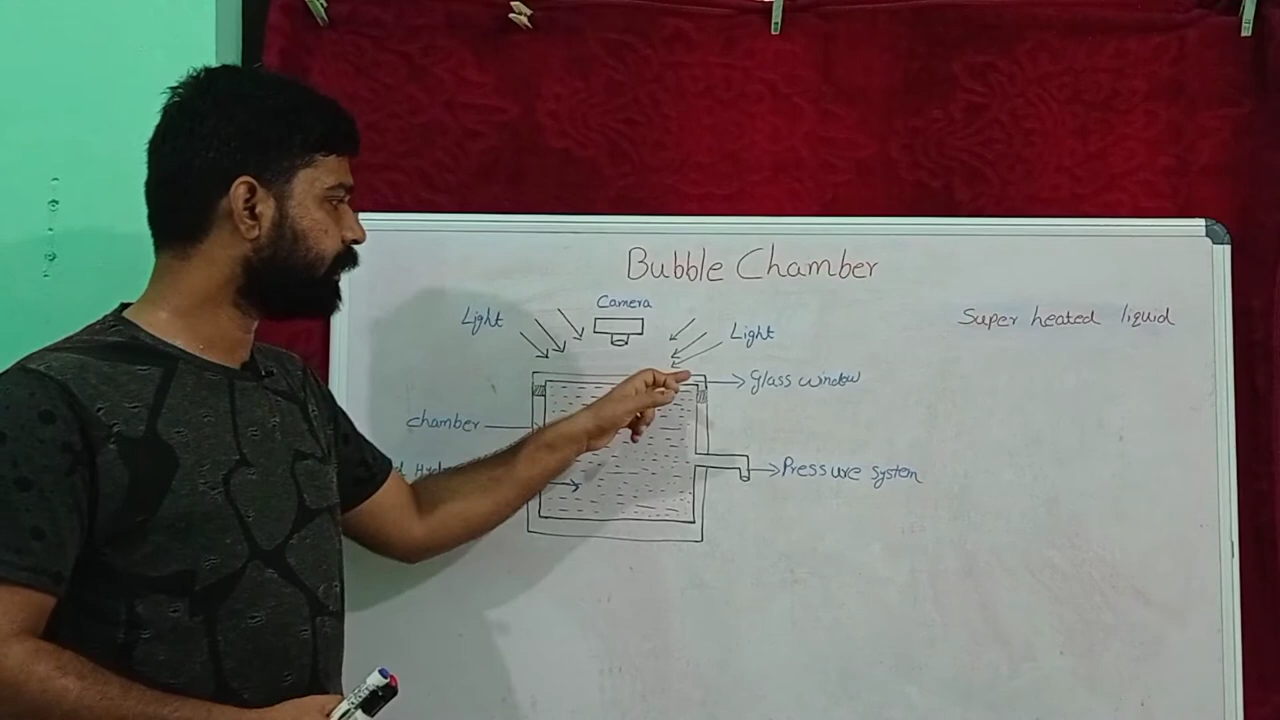 Bubble Chamber
Camera
Light
Light
Super heated liquid
Glass window
chamber
Pressure system